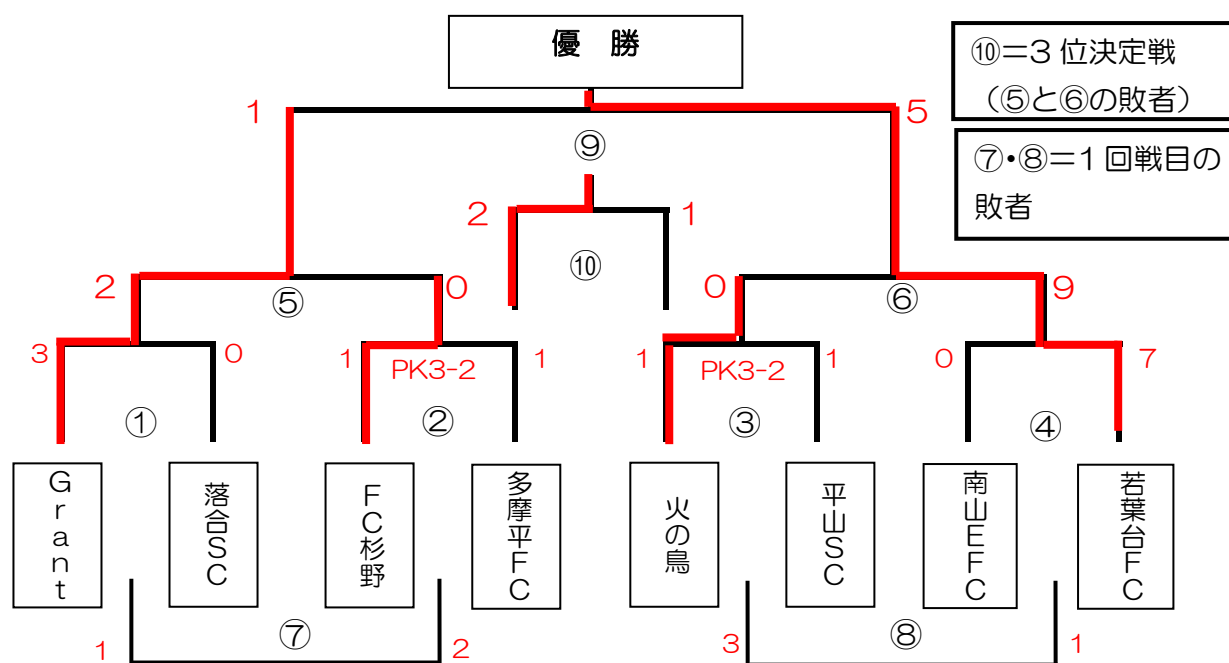 優 勝
⑩＝3 位決定戦
（⑤と⑥の敗者）
⑦・⑧＝1 回戦目の
敗者
1
5
⑨
2
1
⑩
2
⑤
0
0
⑥
9
3
0
1
PK3-2
1
1
PK3-2
1
0
7
①
②
③
④
Grant
落合SC
FC杉野
多摩平FC
火の鳥
平山SC
南山EFC
若葉台FC
1
⑦
2
3
⑧
1